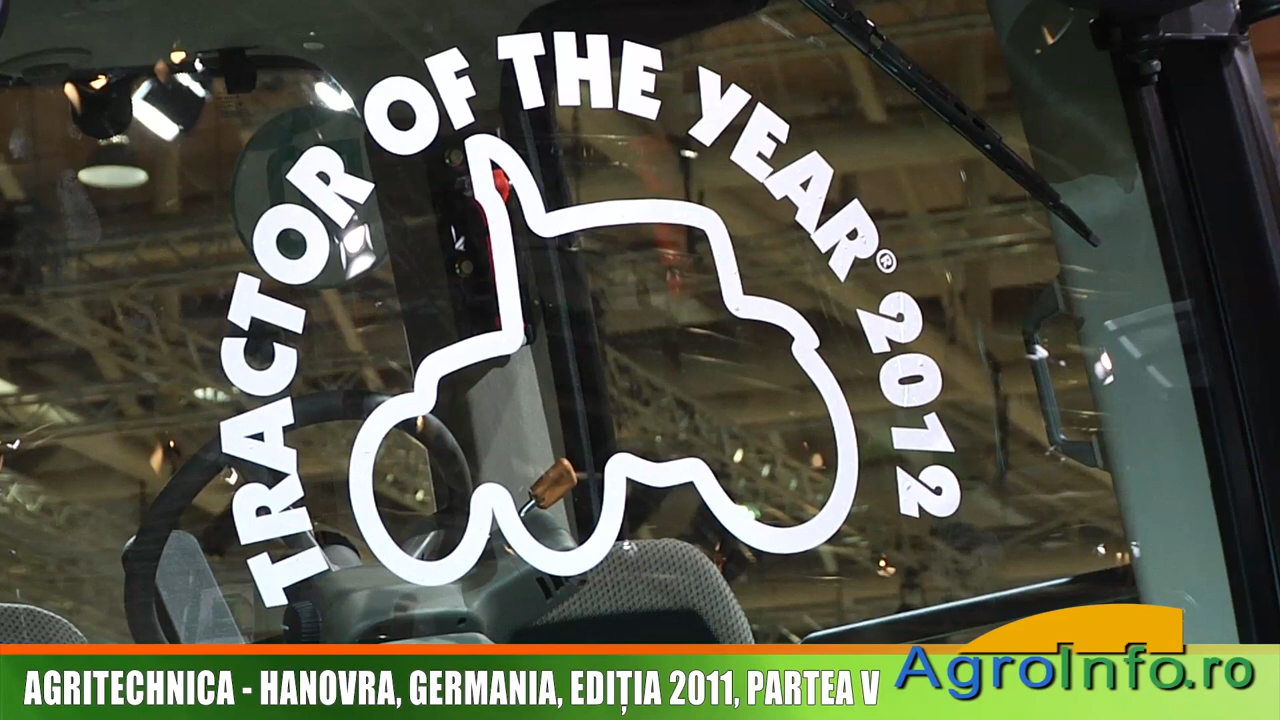 TRACTOR OF THE YEAR® 2012
AGRITECHNICA - HANOVRA, GERMANIA, EDIȚIA 2011, PARTEA V
AgroInfo.ro